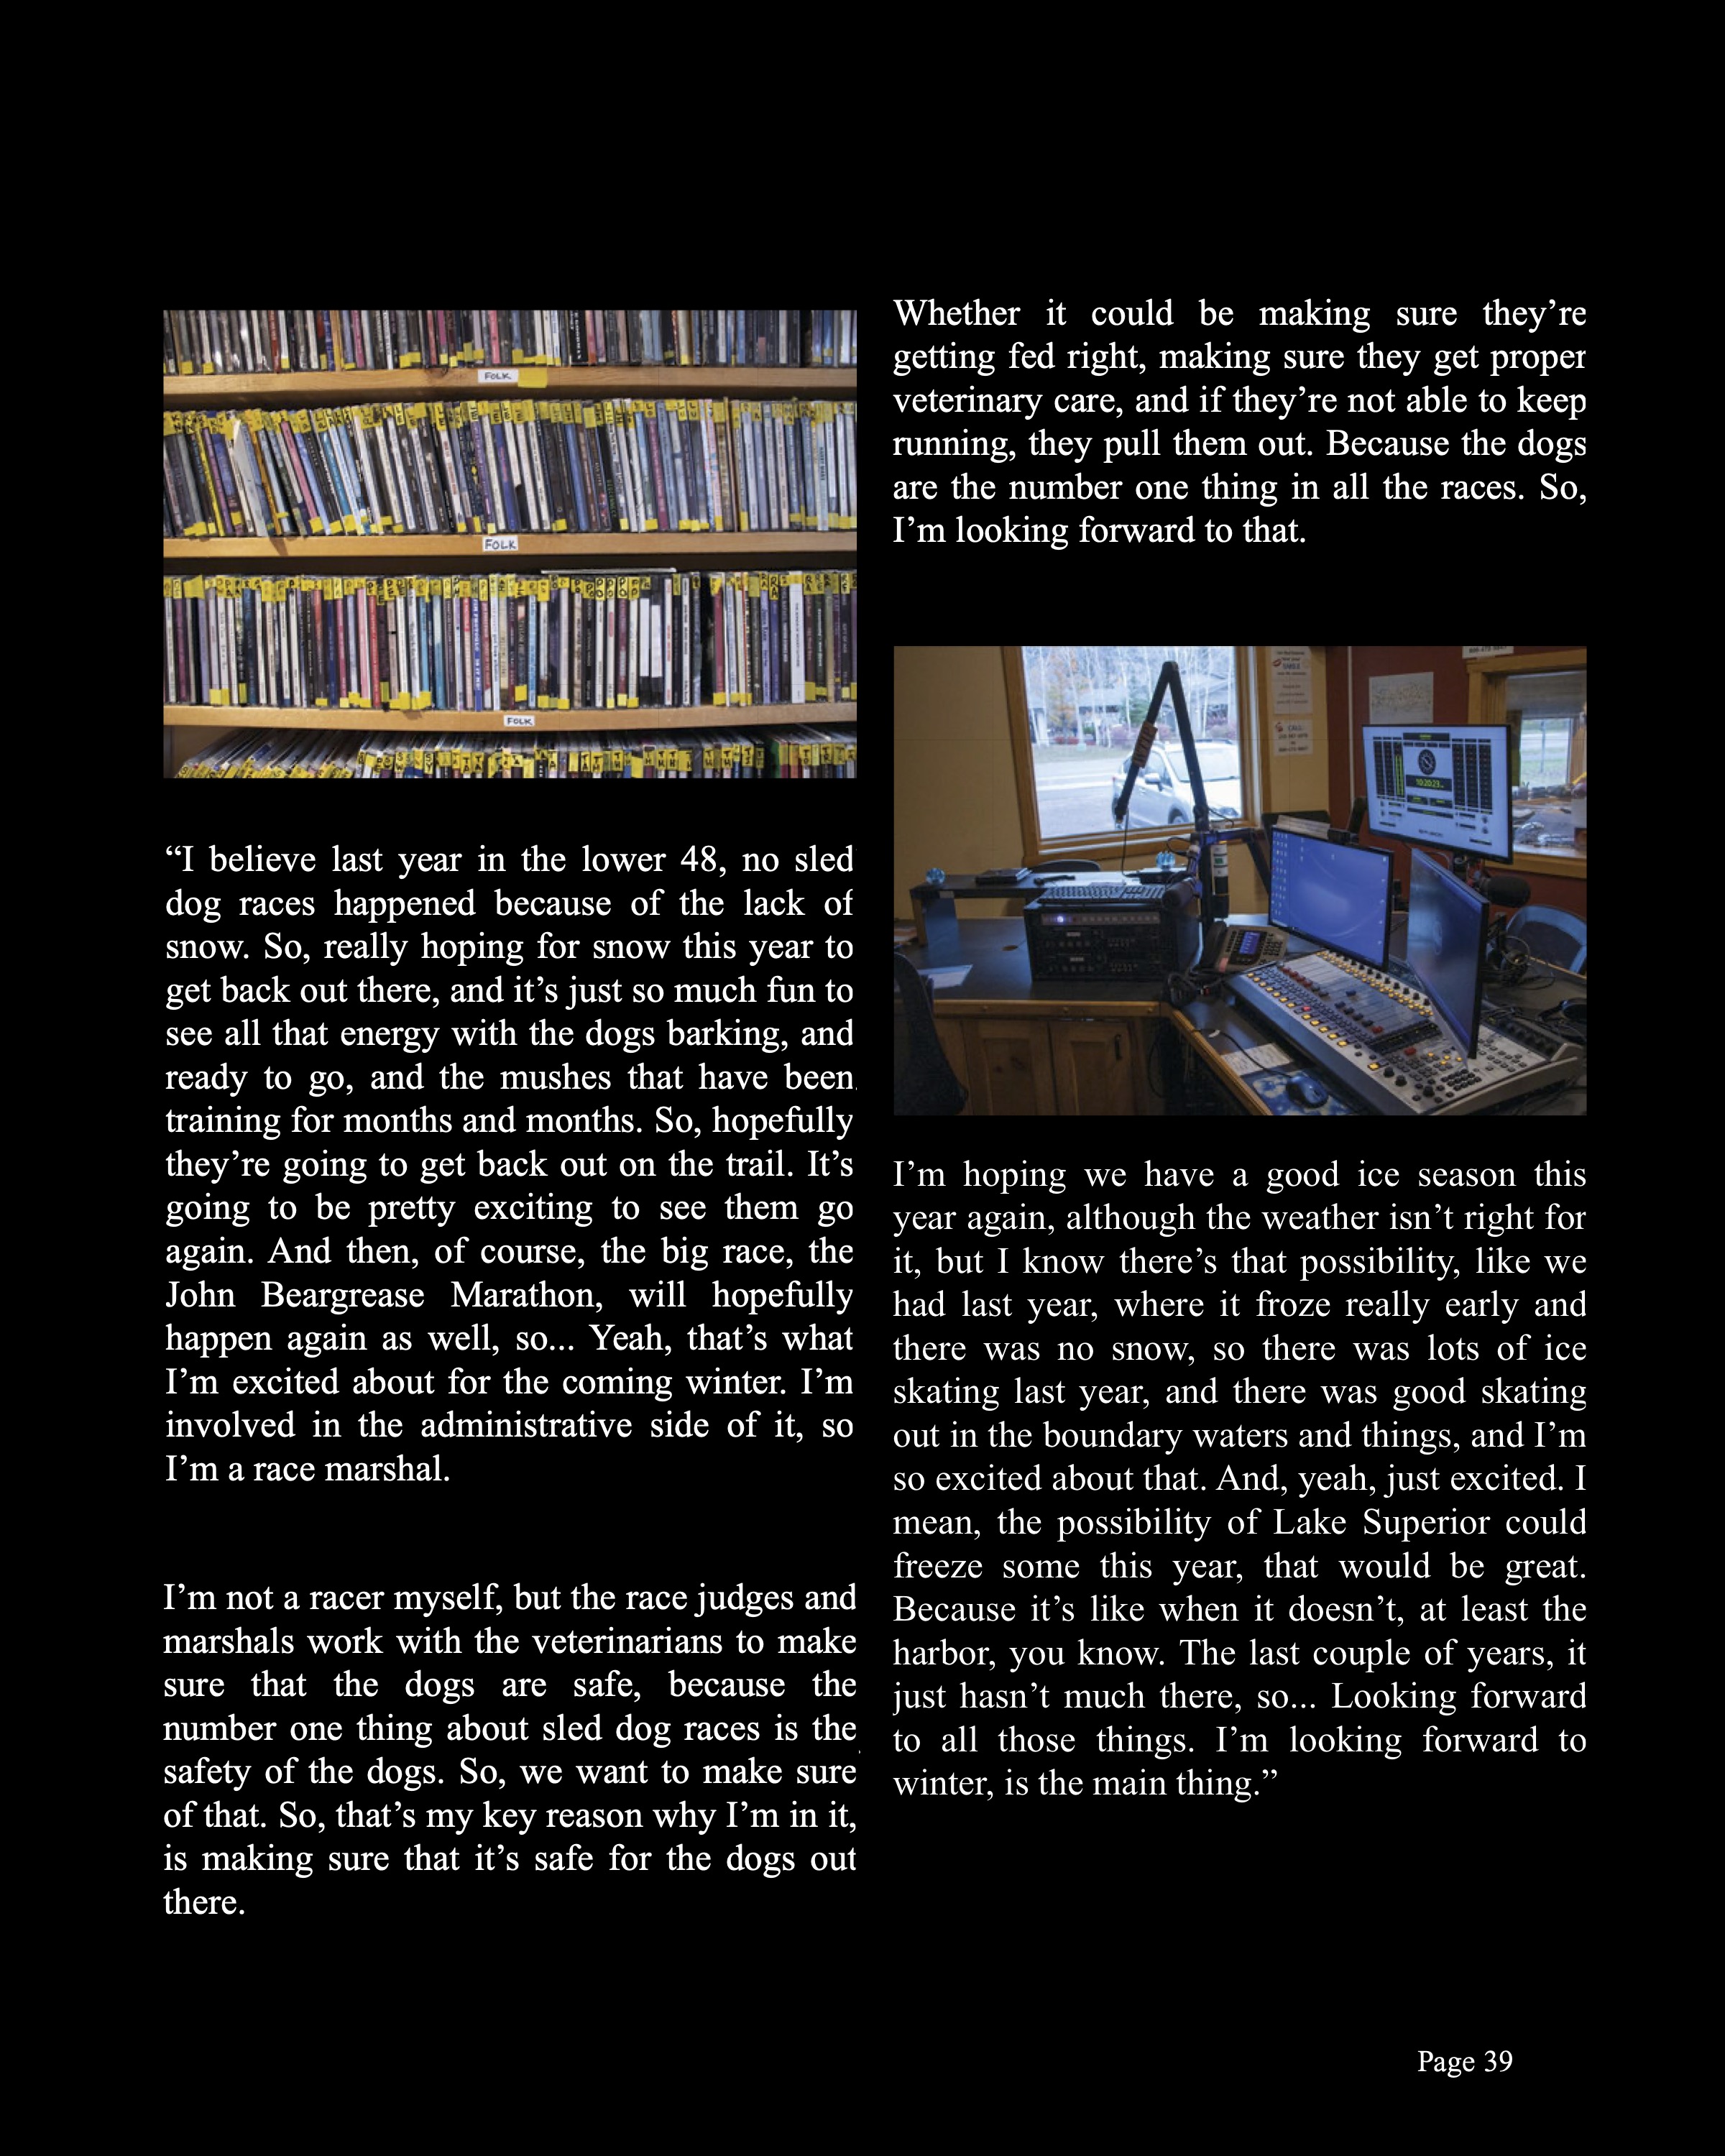 FOLK
FOLK
FOLK
“I believe last year in the lower 48, no sled
dog races happened because of the lack of
snow. So, really hoping for snow this year to
get back out there, and it’s just so much fun to
see all that energy with the dogs barking, and
ready to go, and the mushes that have been
training for months and months. So, hopefully
they’re going to get back out on the trail. It’s
going to be pretty exciting to see them go
again. And then, of course, the big race, the
John Beargrease Marathon, will hopefully
happen again as well, so... Yeah, that’s what
I’m excited about for the coming winter. I’m
involved in the administrative side of it, so
I’m a race marshal.
I’m not a racer myself, but the race judges and
marshals work with the veterinarians to make
sure that the dogs are safe, because the
number one thing about sled dog races is the
safety of the dogs. So, we want to make sure
of that. So, that’s my key reason why I’m in it,
is making sure that it’s safe for the dogs out
there.
Whether it could be making sure they’re
getting fed right, making sure they get proper
veterinary care, and if they’re not able to keep
running, they pull them out. Because the dogs
are the number one thing in all the races. So,
I’m looking forward to that.
CALL
I’m hoping we have a good ice season this
year again, although the weather isn’t right for
it, but I know there’s that possibility, like we
had last year, where it froze really early and
there was no snow, so there was lots of ice
skating last year, and there was good skating
out in the boundary waters and things, and I’m
so excited about that. And, yeah, just excited. I
mean, the possibility of Lake Superior could
freeze some this year, that would be great.
Because it’s like when it doesn’t, at least the
harbor, you know. The last couple of years, it
just hasn’t much there, so... Looking forward
to all those things. I’m looking forward to
winter, is the main thing.”
Page 39